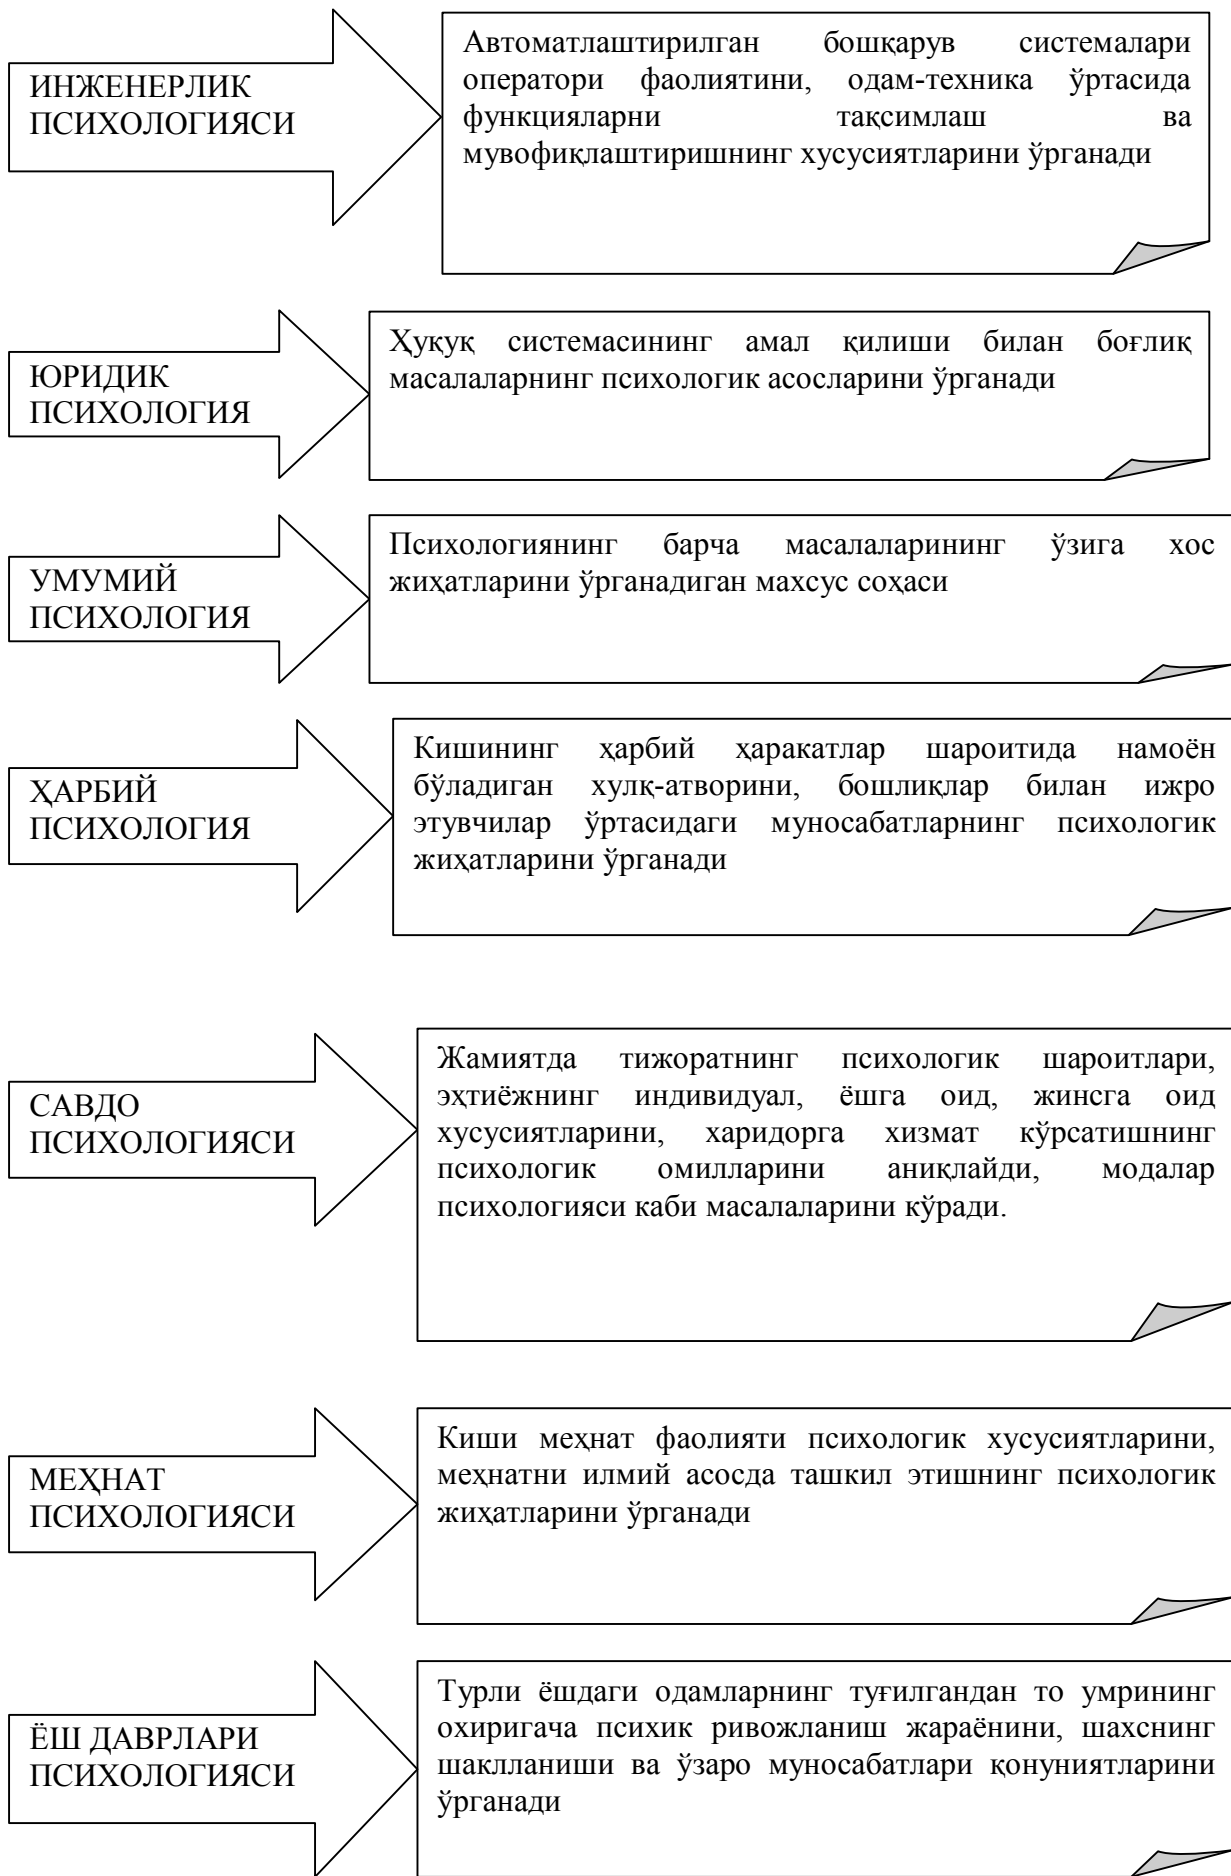 ИНЖЕНЕРЛИК
ПСИХОЛОГИЯСИ
Автоматлаштирилган бошқарув системалари
оператори фаолиятини, одам-техника ўртасида
функцияларни тақсимлаш ва
мувофиқлаштиришнинг хусусиятларини ўрганади
ЮРИДИК
ПСИХОЛОГИЯ
Ҳуқуқ системасининг амал қилиши билан боғлиқ
масалаларнинг психологик асосларини ўрганади
УМУМИЙ
ПСИХОЛОГИЯ
Психологиянинг барча масалаларининг ўзига хос
жиҳатларини ўрганадиган махсус соҳаси
ҲАРБИЙ
ПСИХОЛОГИЯ
Кишининг ҳарбий ҳаракатлар шароитида намоён
бўладиган хулқ-атворини, бошлиқлар билан ижро
этувчилар ўртасидаги муносабатларнинг психологик
жиҳатларини ўрганади
САВДО
ПСИХОЛОГИЯСИ
Жамиятда тижоратнинг психологик шароитлари,
эҳтиёжнинг индивидуал, ёшга оид, жинсга оид
хусусиятларини, харидорга хизмат кўрсатишнинг
психологик омилларини аниқлайди, модалар
психологияси каби масалаларини кўради.
МЕҲНАТ
ПСИХОЛОГИЯСИ
Киши меҳнат фаолияти психологик хусусиятларини,
меҳнатни илмий асосда ташкил этишнинг психологик
жиҳатларини ўрганади
ЁШ ДАВРЛАРИ
ПСИХОЛОГИЯСИ
Турли ёшдаги одамларнинг туғилгандан то умрининг
охиригача психик ривожланиш жараёнини, шахснинг
шаклланиши ва ўзаро муносабатлари қонуниятларини
ўрганади